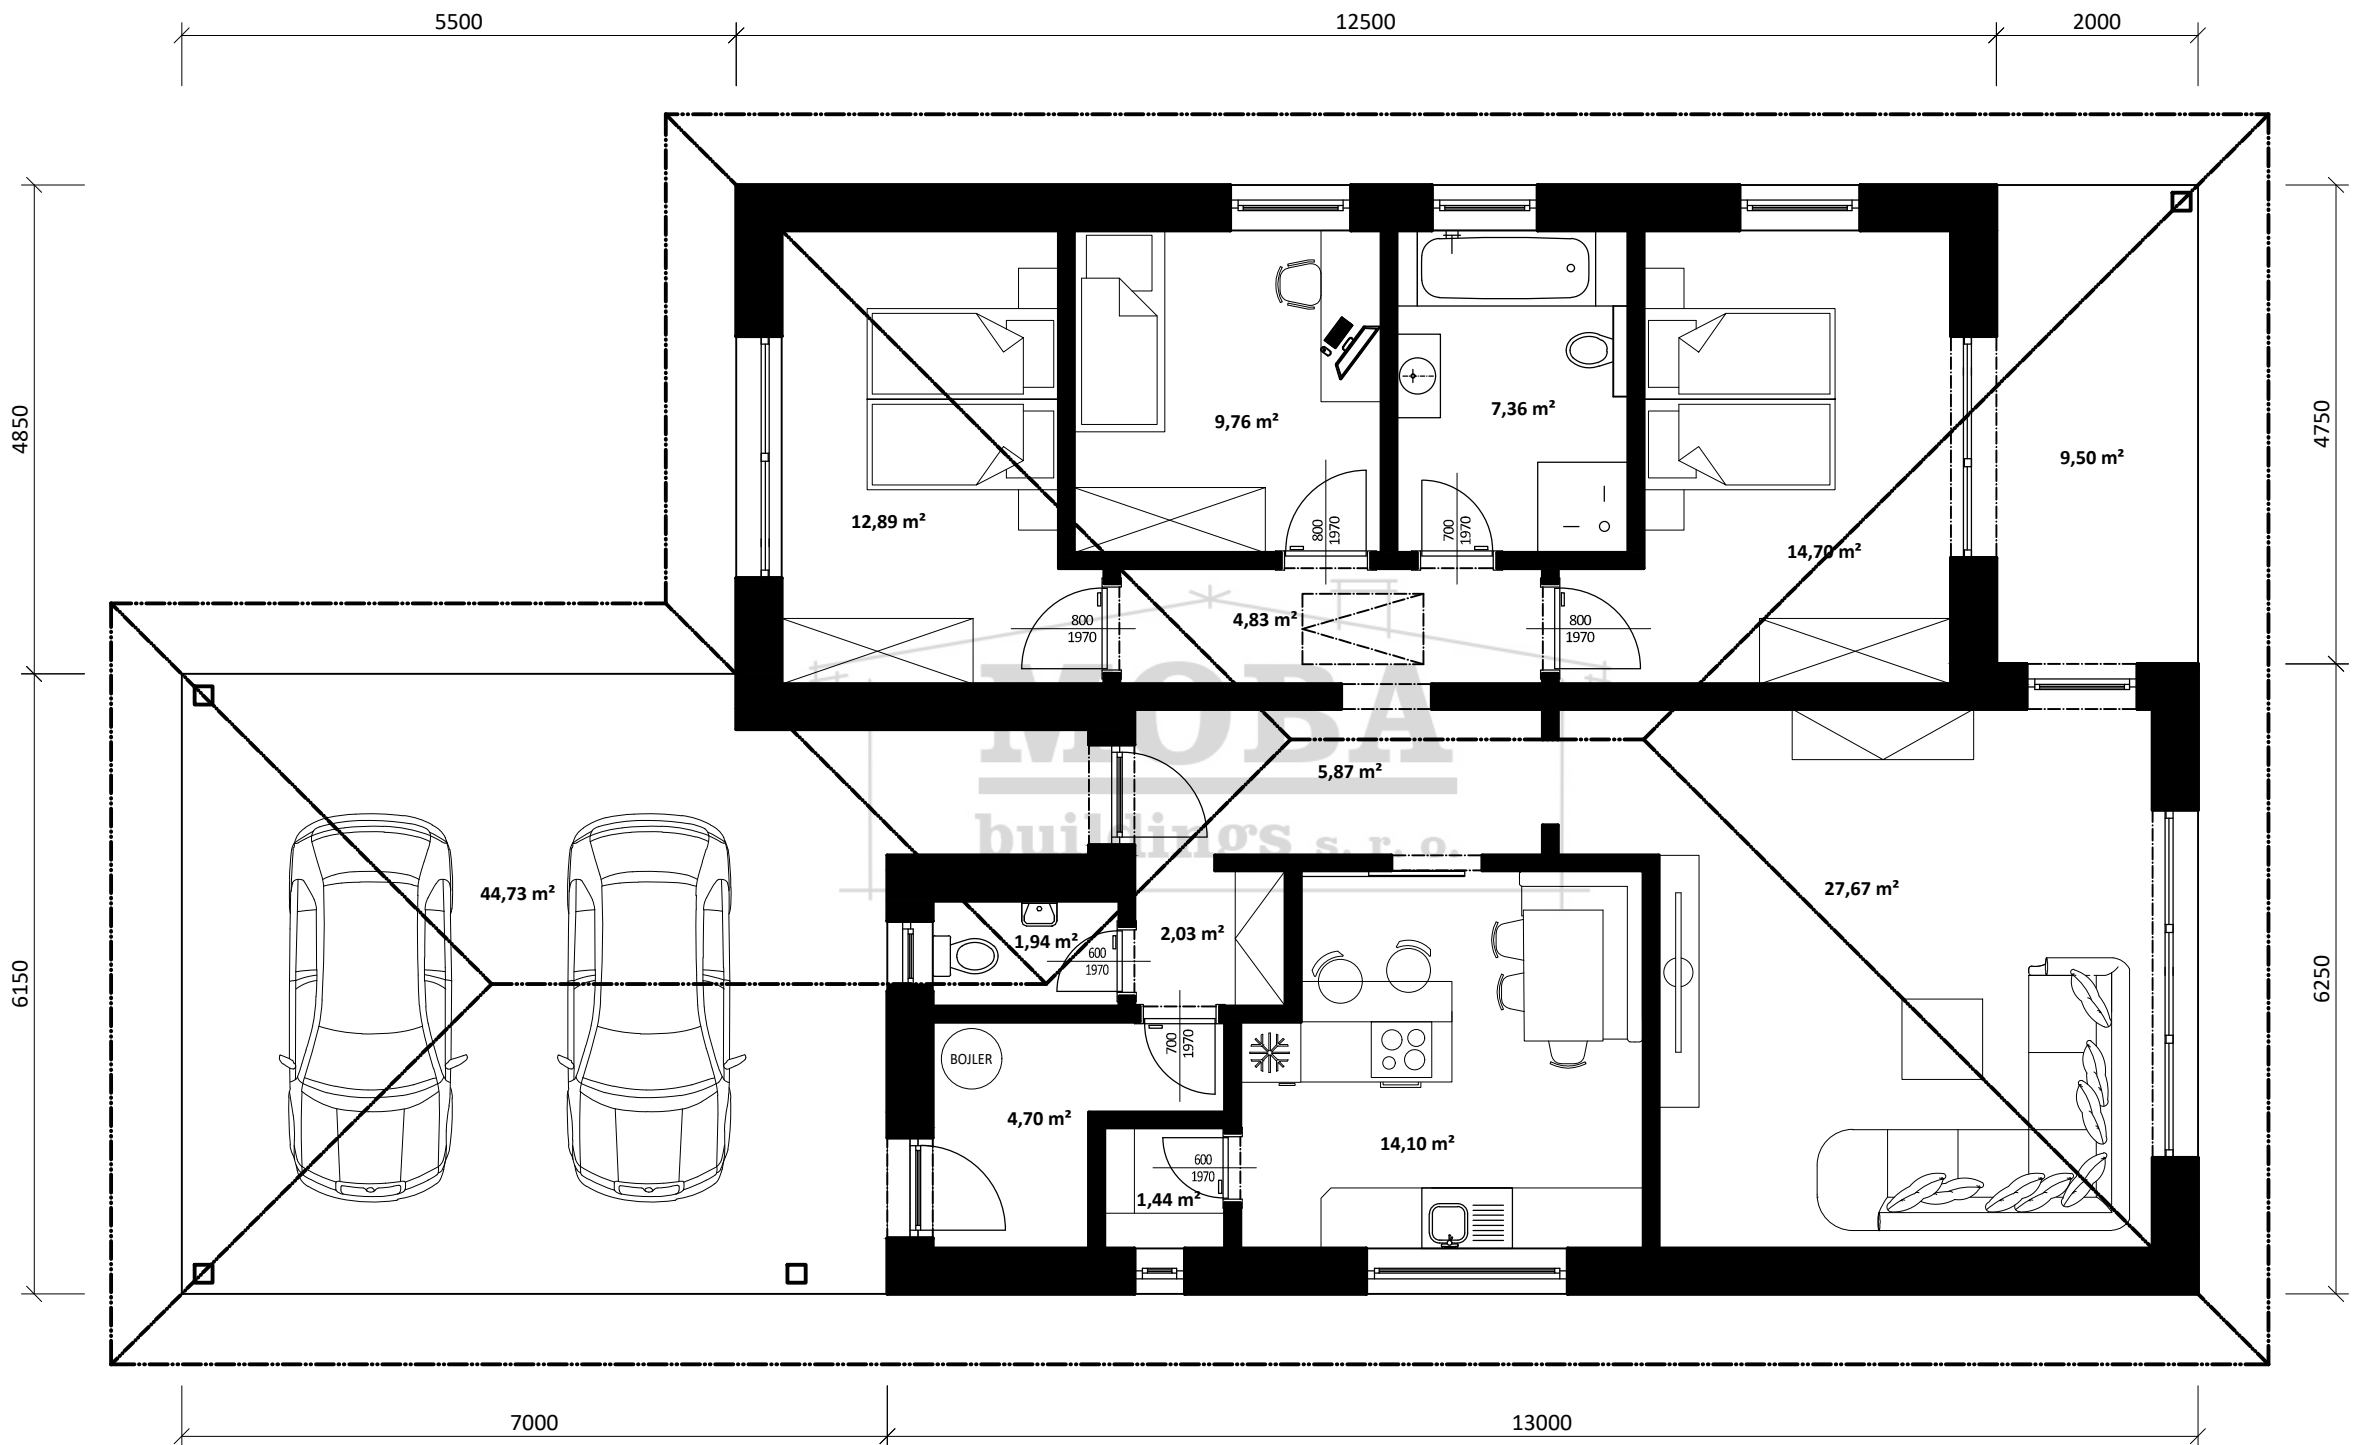 5500
12500
2000
4850
4750
9,76 m²
7,36 m²
9,50 m²
12,89 m²
800
1970
700
1970
14,70 m²
4,83 m²
800
1970
800
1970
MOBA
buildings s. r. o.
5,87 m²
44,73 m²
27,67 m²
1,94 m²
2,03 m²
600
1970
6150
6250
700
1970
BOJLER
4,70 m²
14,10 m²
600
1970
1,44 m²
7000
13000